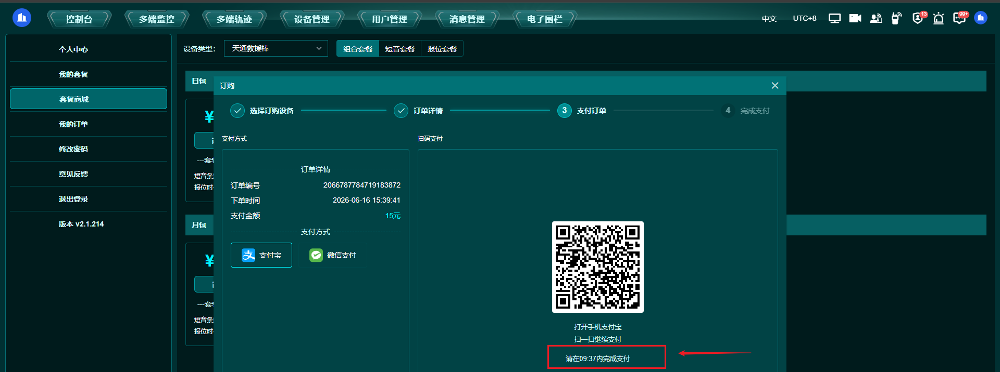 控制台
多端监控
多端轨迹
设备管理
用户管理
消息管理
电子围栏
中文
UTC+8
13
99+
个人中心
我的套餐
套餐商城
我的订单
修改密码
意见反馈
退出登录
版本 v2.1.214
设备类型：
天通救援棒
组合套餐
短音套餐
报位套餐
日包
¥
---套
短音条
报位时
月包
¥
---套
短音条
报位时
订购
选择订购设备
订单详情
3
支付订单
4
完成支付
支付方式
订单详情
订单编号
2066787784719183872
下单时间
2026-06-16 15:39:41
支付金额
15元
支付方式
支付宝
微信支付
扫码支付
打开手机支付宝
扫一扫继续支付
请在09:37内完成支付